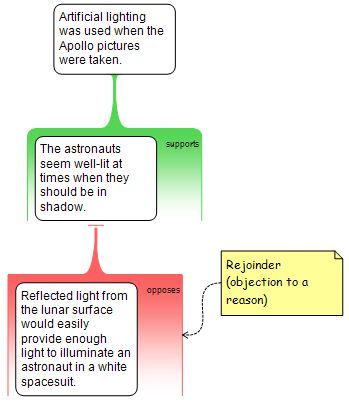 Artificial lighting
was used when the
Apollo pictures
were taken.
supports
The astronauts
seem well-lit at
times when they
should be in
shadow.
opposes
Reflected light from
the lunar surface
would easily
provide enough
light to illuminate an
astronaut in a white
spacesuit.
Rejoinder
(objection to a
reason)